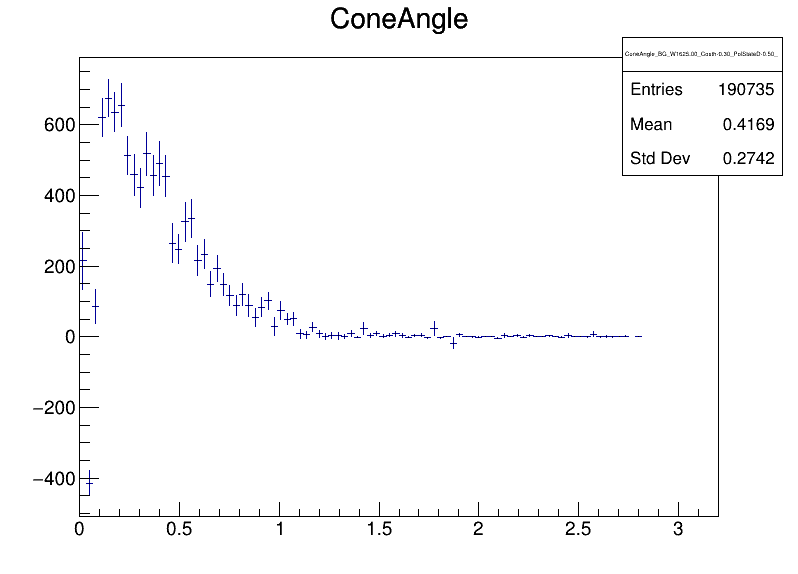 ConeAngle
ConeAngle_BG_W1625.00_Costh-0.30_PolStateD-0.50_
Entries 190735
Mean 0.4169
Std Dev 0.2742
600
400
200
0
−200
−400
0 0.5 1 1.5 2 2.5 3